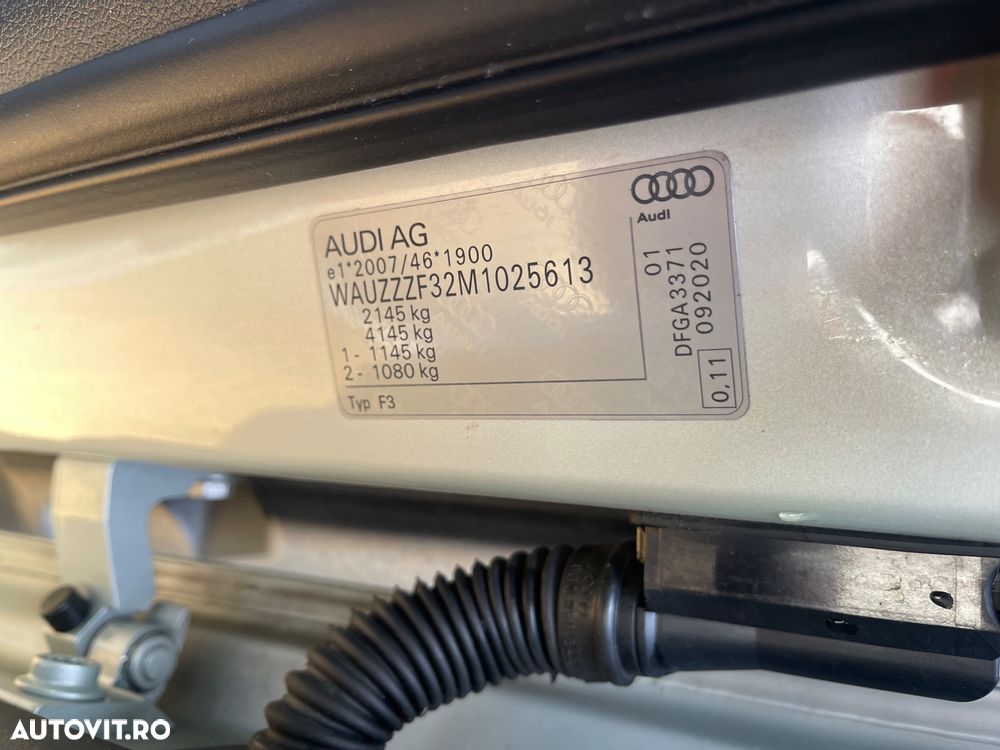 AUDI AG
e1*2007/46*1900
WAUZZZF32M1025613
2145 kg
4145 kg
1 - 1145 kg
2 - 1080 kg
Typ F3
Audi
01
DFGA3371
092020
0,11
AUTOVIT.RO